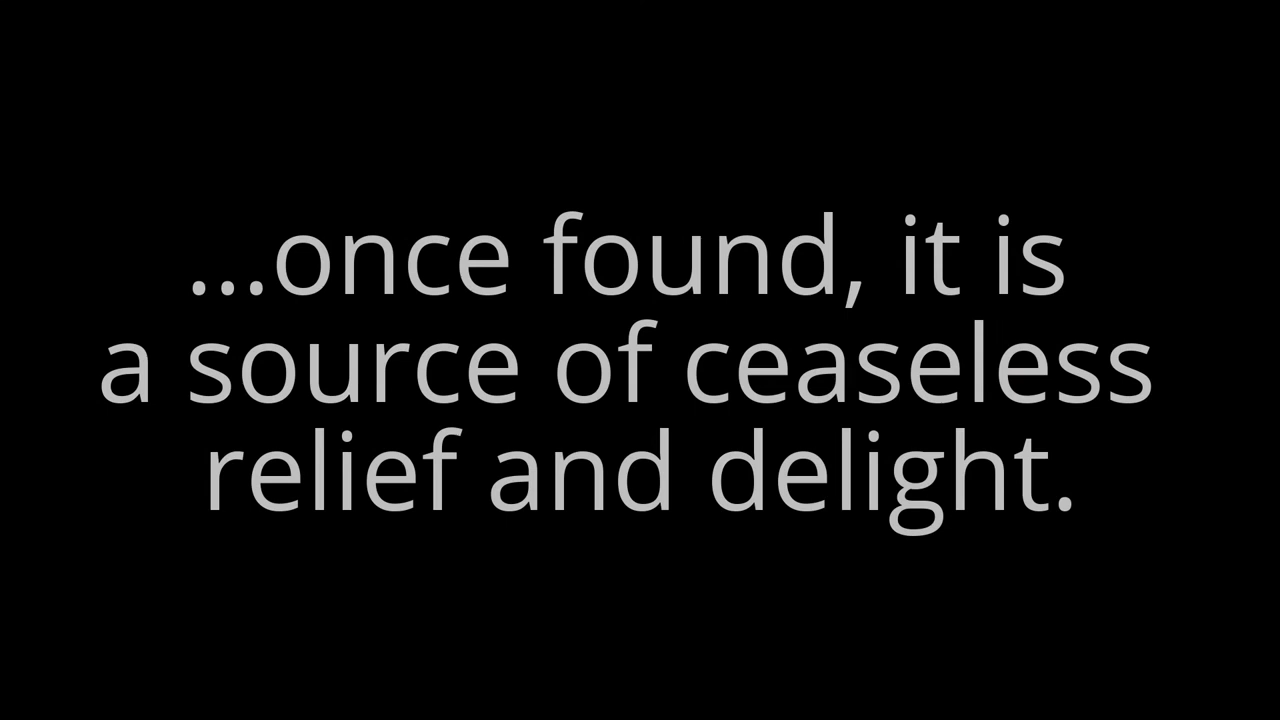 ...once found, it is
a source of ceaseless
relief and delight.